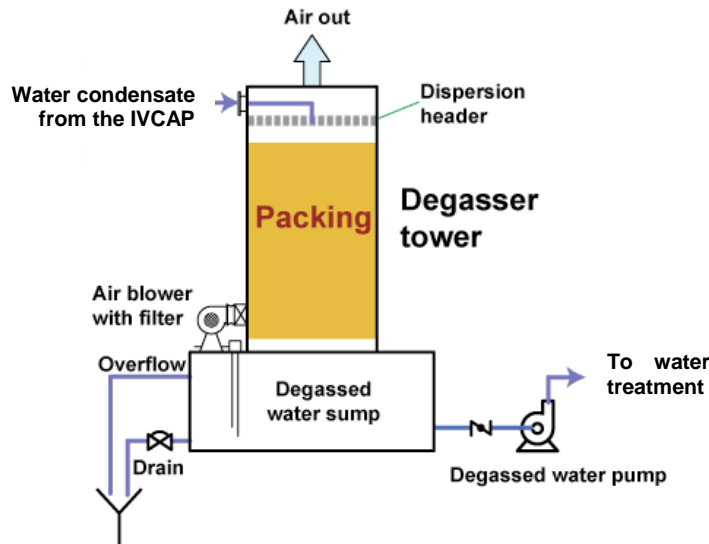 Air out
Water condensate
from the IVCAP
Dispersion
header
Packing
Degasser
tower
Air blower
with filter
Overflow
Degassed
water sump
To water
treatment
Drain
Degassed water pump